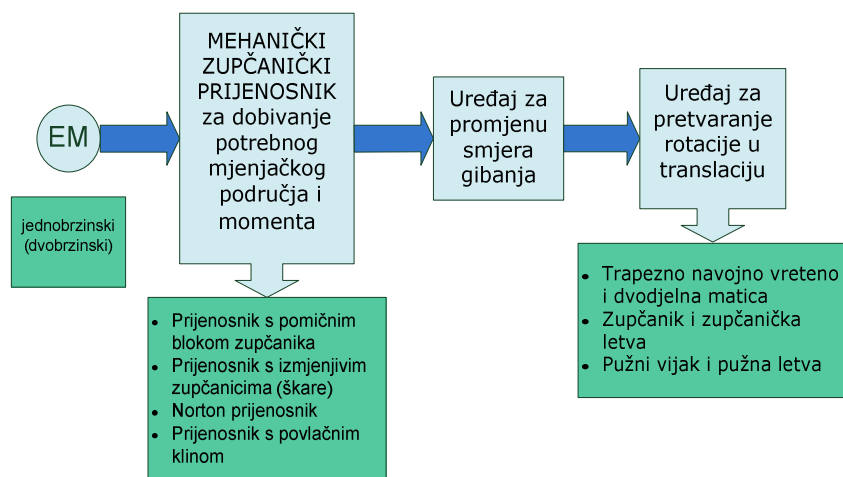 EM
jednobrzinski
(dvobrzinski)
MEHANIČKI
ZUPČANIČKI
PRIJENOSNIK
za dobivanje
potrebnog
mjenjačkog
područja i
momenta
• Prijenosnik s pomičnim
blokom zupčanika
• Prijenosnik s izmjenjivim
zupčanicima (škare)
• Norton prijenosnik
• Prijenosnik s povlačnim
klinom
Uređaj za
promjenu
smjera
gibanja
Uređaj za
pretvaranje
rotacije u
translaciju
• Trapezno navojno vreteno
i dvodjelna matica
• Zupčanik i zupčanička
letva
• Pužni vijak i pužna letva